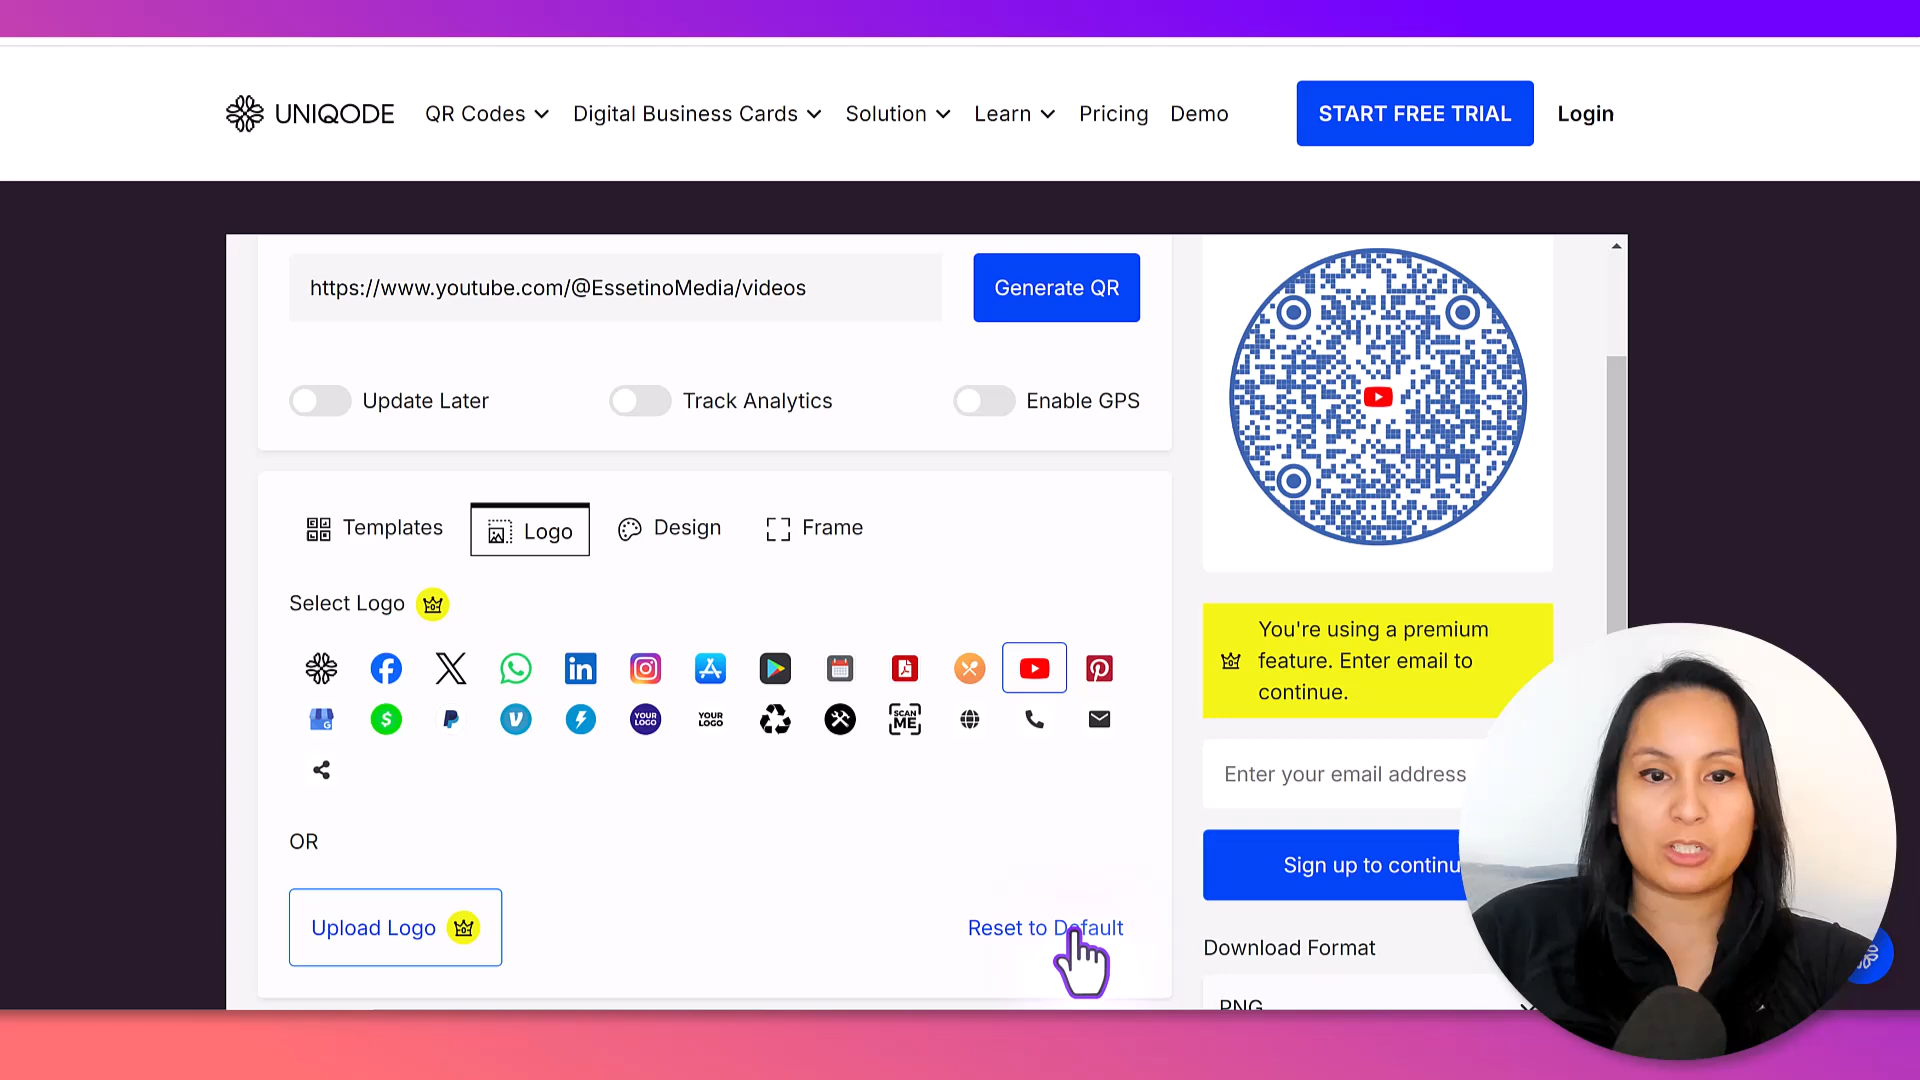 UNIQODE QR Codes Digital Business Cards Solution Learn Pricing Demo START FREE TRIAL Login
https://www.youtube.com/@EssetinoMedia/videos Generate QR
Update Later Track Analytics Enable GPS
Templates Logo Design Frame
Select Logo
YOUR LOGO
YOUR LOGO
SCAN ME
OR
Upload Logo Reset to Default
You're using a premium
feature. Enter email to
continue.
Enter your email address
Sign up to continu
Download Format
PNG